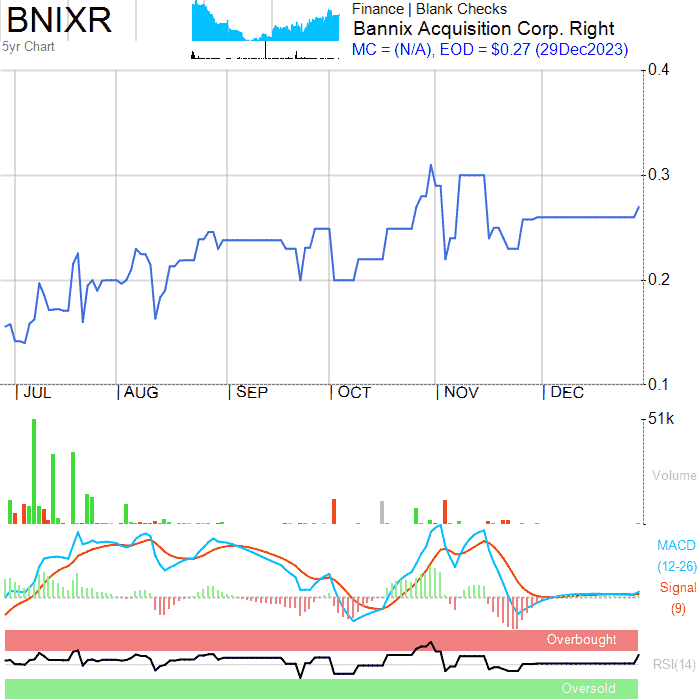 BNIXR
5yr Chart
Finance | Blank Checks
Bannix Acquisition Corp. Right
MC = (N/A), EOD = $0.27 (29Dec2023)
0.4
0.3
0.2
0.1
JUL
AUG
SEP
OCT
NOV
DEC
51k
Volume
MACD
(12-26)
Signal
(9)
Overbought
RSI(14)
Oversold